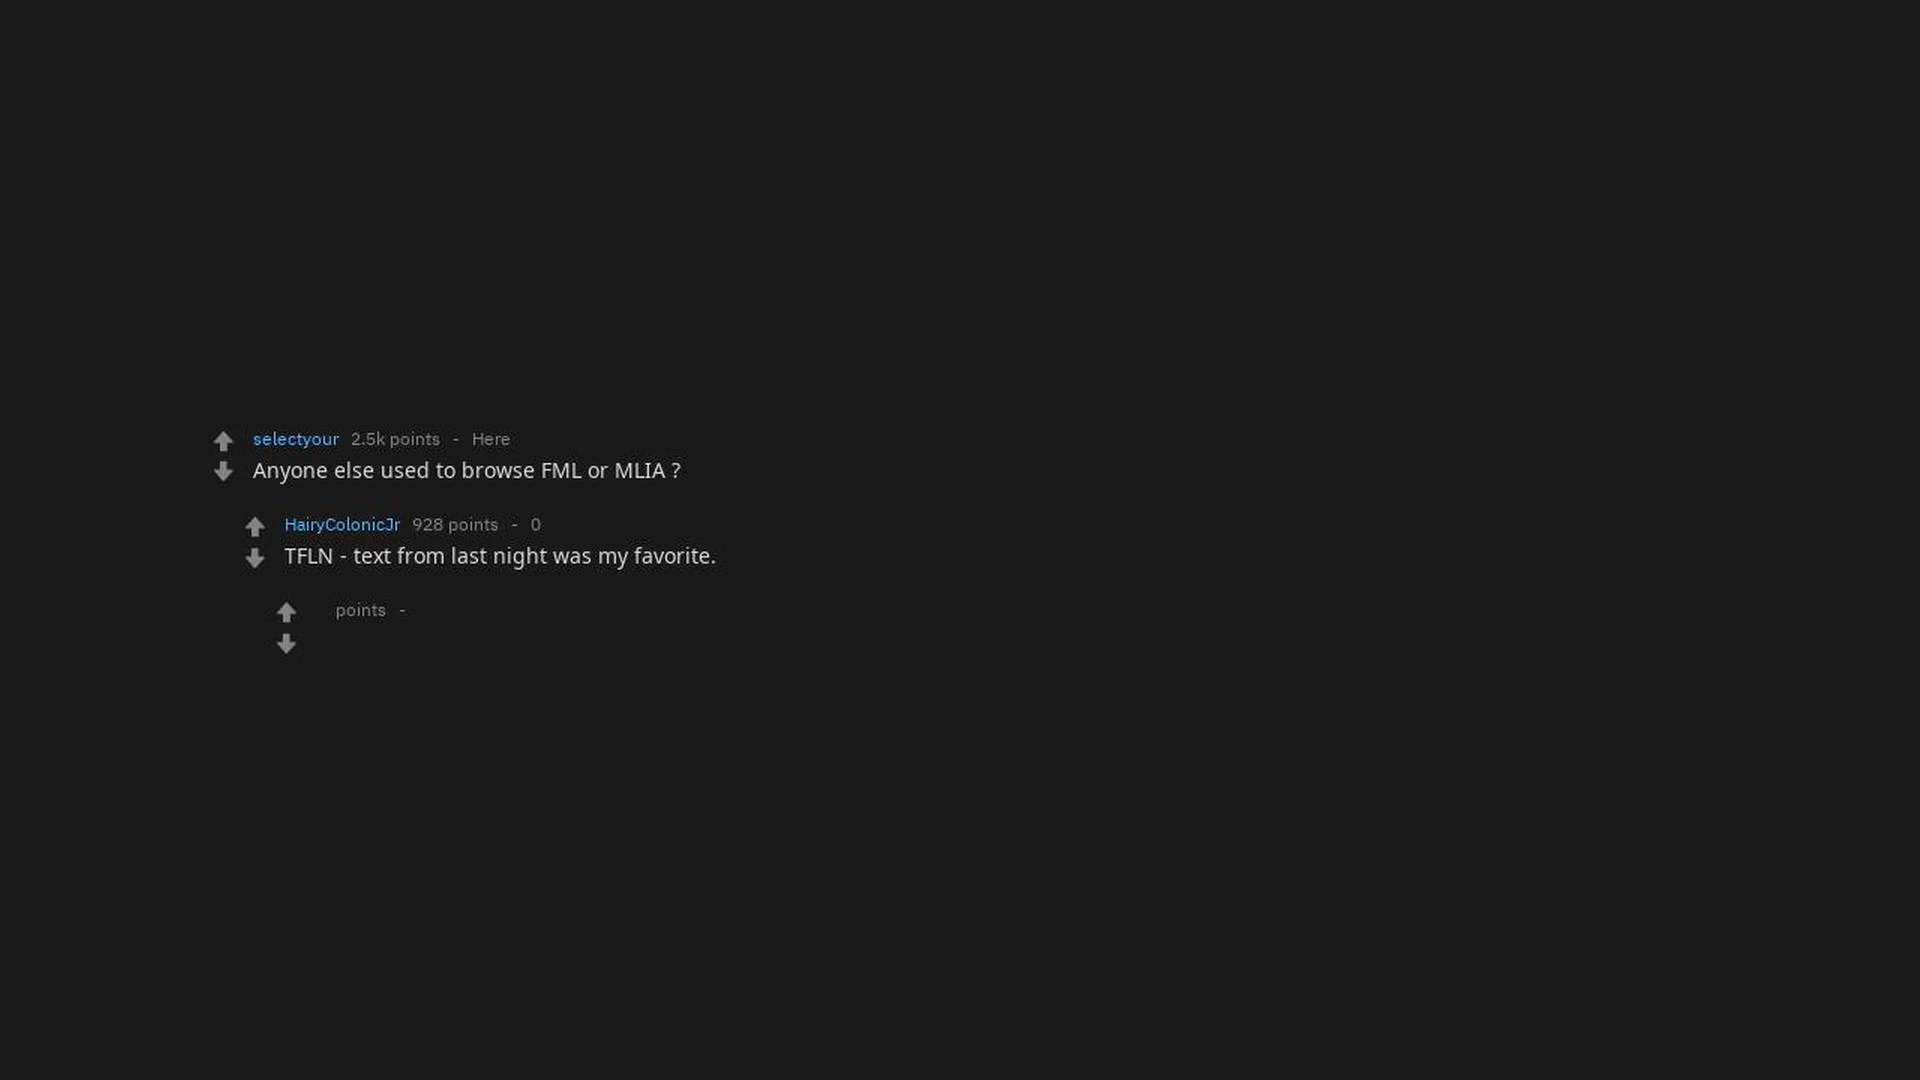 selectyour 2.5k points - Here
Anyone else used to browse FML or MLIA ?
HairyColonicJr 928 points - 0
TFLN - text from last night was my favorite.
points -